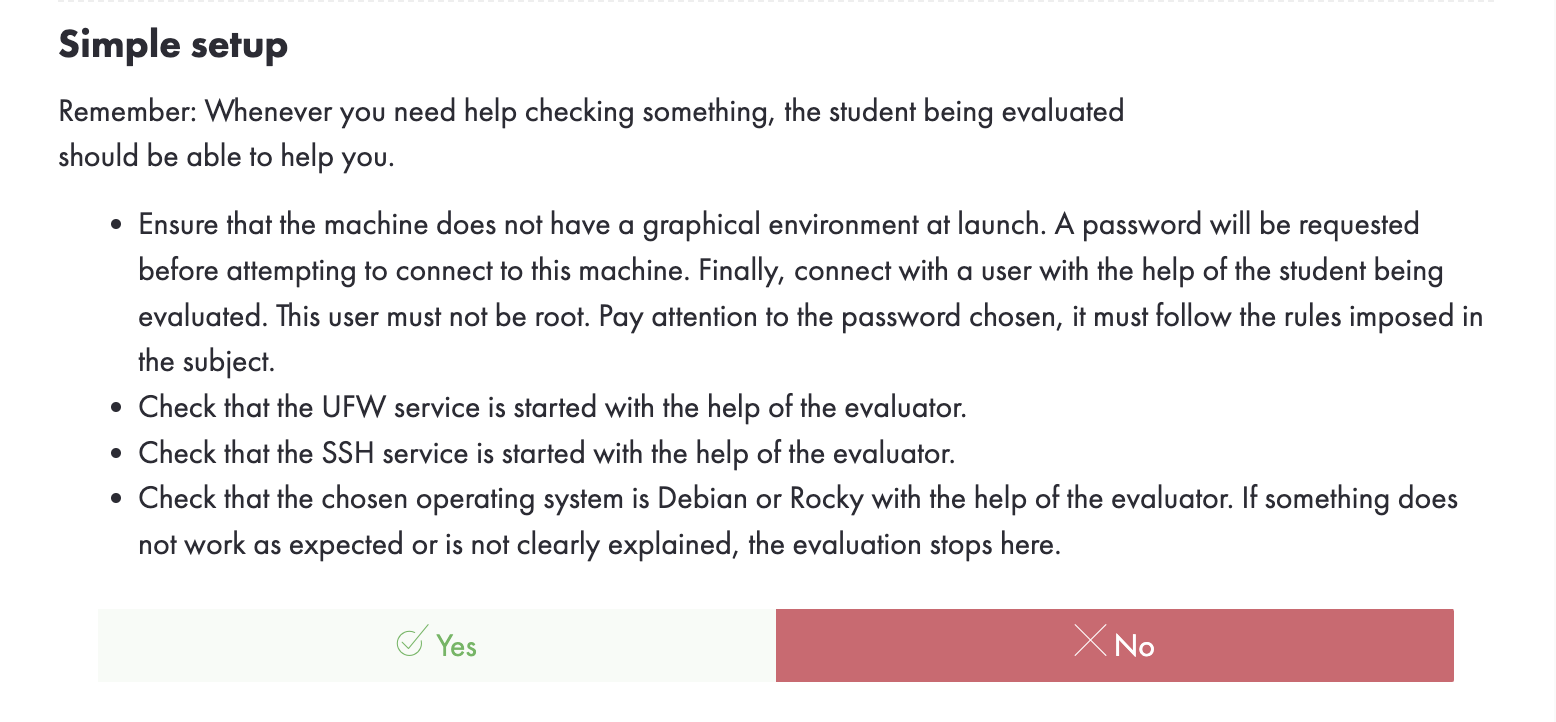 Simple setup
Remember: Whenever you need help checking something, the student being evaluated
should be able to help you.
• Ensure that the machine does not have a graphical environment at launch. A password will be requested
before attempting to connect to this machine. Finally, connect with a user with the help of the student being
evaluated. This user must not be root. Pay attention to the password chosen, it must follow the rules imposed in
the subject.
• Check that the UFW service is started with the help of the evaluator.
• Check that the SSH service is started with the help of the evaluator.
• Check that the chosen operating system is Debian or Rocky with the help of the evaluator. If something does
not work as expected or is not clearly explained, the evaluation stops here.
Yes
No